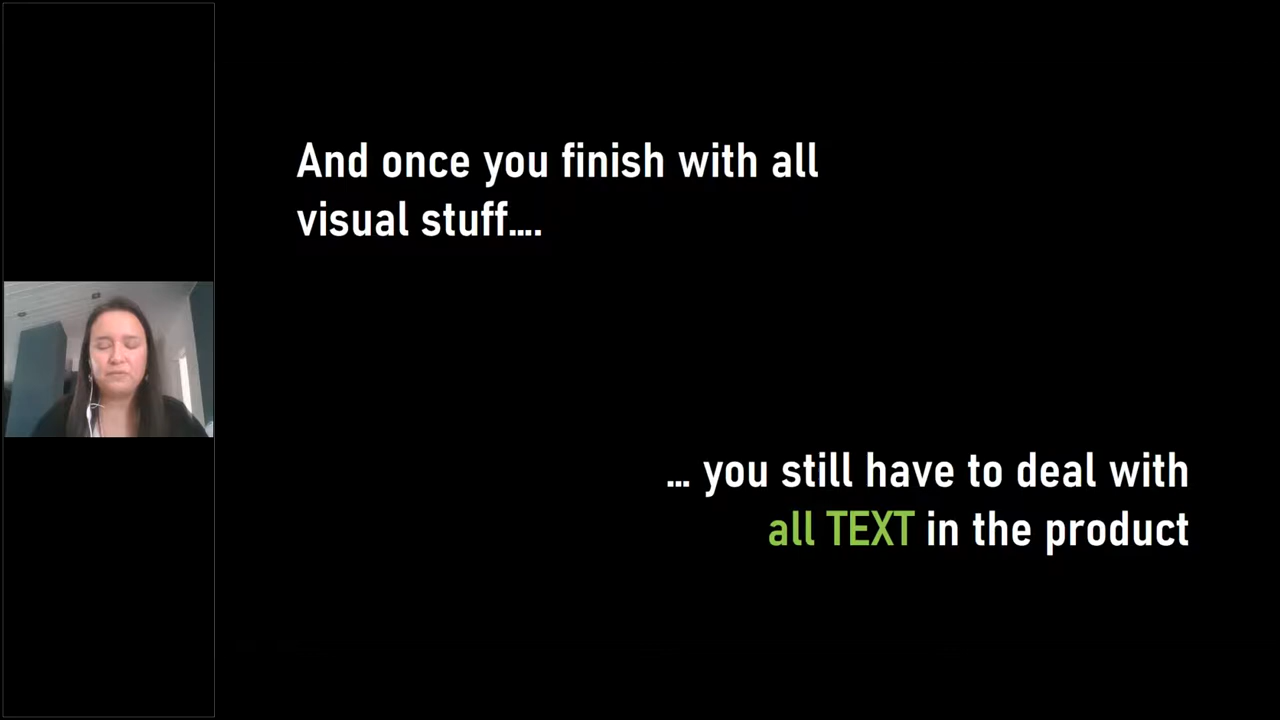 And once you finish with all
visual stuff....
... you still have to deal with
all TEXT in the product